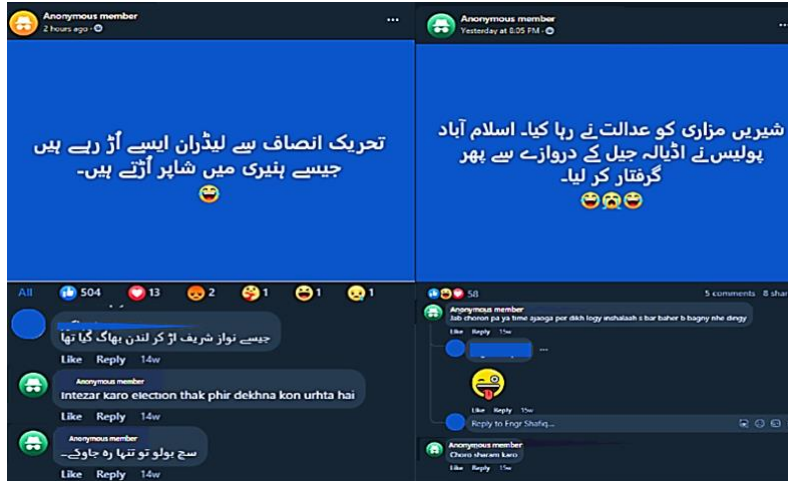 Anonymous member
2 hours ago
تحریک انصاف سے لیڈران ایسے اُڑ رہے ہیں
جیسے ہنیری میں شاپر اُڑتے ہیں۔
All 504 13 2 1 1 1
جیسے نواز شریف اڑ کر لندن بھاگ گیا تھا
Like Reply 14w
Anonymous member
Intezar karo election thak phir dekhna kon urhta hai
Like Reply 14w
Anonymous member
سچ بولو تو تنہا رہ جاوکے۔
Like Reply 14w
Anonymous member
Yesterday at 8:05 PM
شیریں مزاری کو عدالت نے رہا کیا۔ اسلام آباد
پولیس نے اڈیالہ جیل کے دروازے سے پھر
گرفتار کر لیا۔
58 5 comments 8 shar
Anonymous member
Jab choron pa ya time ajaoga per dikh logy inshalaah s bar baher b bagny nhe dingy
Like Reply 15w
Like Reply 15w
Reply to Engr Shafiq...
Anonymous member
Choro sharam karo
Like Reply 15w